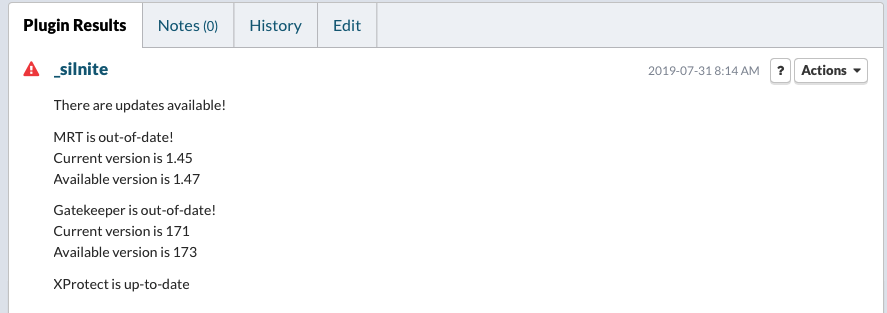 Plugin Results Notes (0) History Edit
_silnite 2019-07-31 8:14 AM ? Actions
There are updates available!
MRT is out-of-date!
Current version is 1.45
Available version is 1.47
Gatekeeper is out-of-date!
Current version is 171
Available version is 173
XProtect is up-to-date